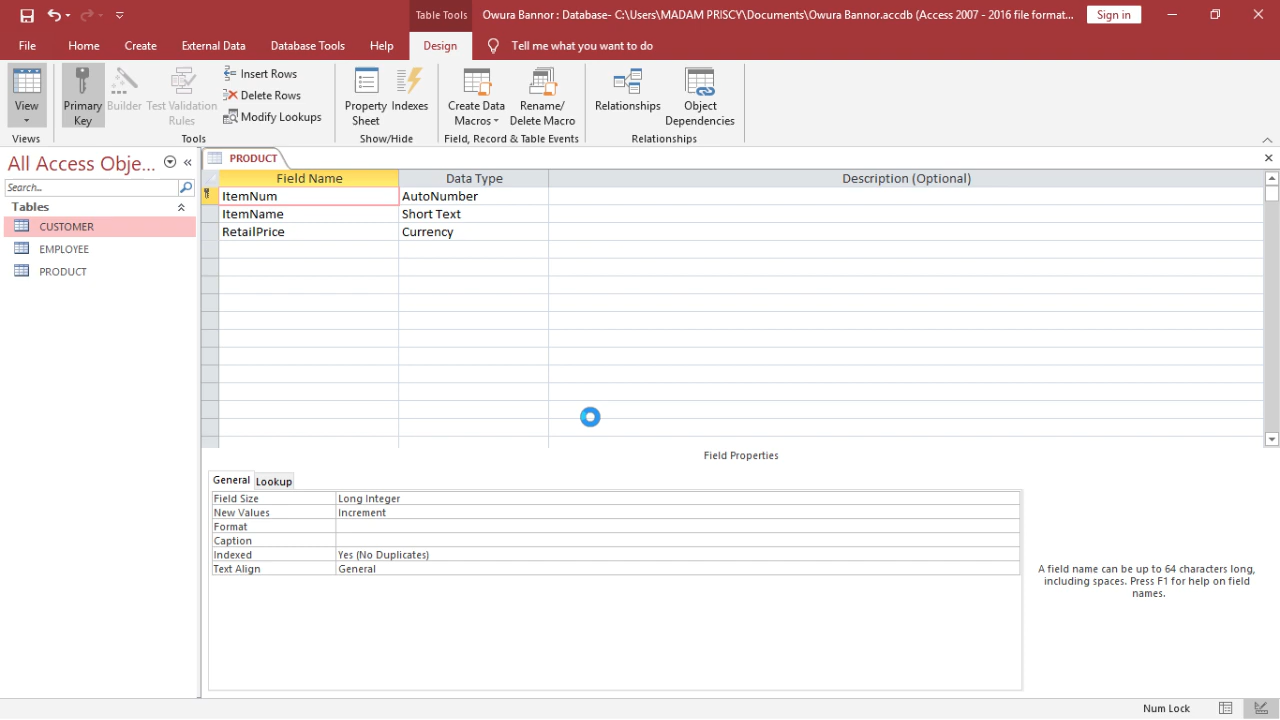 Table Tools
Owura Bannor : Database- C:\Users\MADAM PRISCY\Documents\Owura Bannor.accdb (Access 2007 - 2016 file format...
Sign in
File Home Create External Data Database Tools Help Design Tell me what you want to do
View
Primary Key
Builder
Test Validation Rules
Insert Rows
Delete Rows
Modify Lookups
Property Sheet
Indexes
Create Data Macros
Rename/ Delete Macro
Relationships
Object Dependencies
Views
Tools
Show/Hide
Field, Record & Table Events
Relationships
All Access Obje...
Search...
Tables
CUSTOMER
EMPLOYEE
PRODUCT
PRODUCT
Field Name Data Type Description (Optional)
ItemNum AutoNumber
ItemName Short Text
RetailPrice Currency
Field Properties
General Lookup
Field Size Long Integer
New Values Increment
Format
Caption
Indexed Yes (No Duplicates)
Text Align General
A field name can be up to 64 characters long,
including spaces. Press F1 for help on field
names.
Num Lock